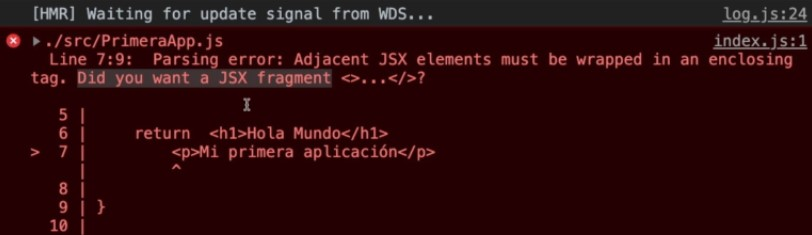 [HMR] Waiting for update signal from WDS... log.js:24
▶./src/PrimeraApp.js index.js:1
Line 7:9: Parsing error: Adjacent JSX elements must be wrapped in an enclosing
tag. Did you want a JSX fragment <>...</>?
5 |
6 |     return  <h1>Hola Mundo</h1>
> 7 |         <p>Mi primera aplicación</p>
|         ^
8 |
9 | }
10 |